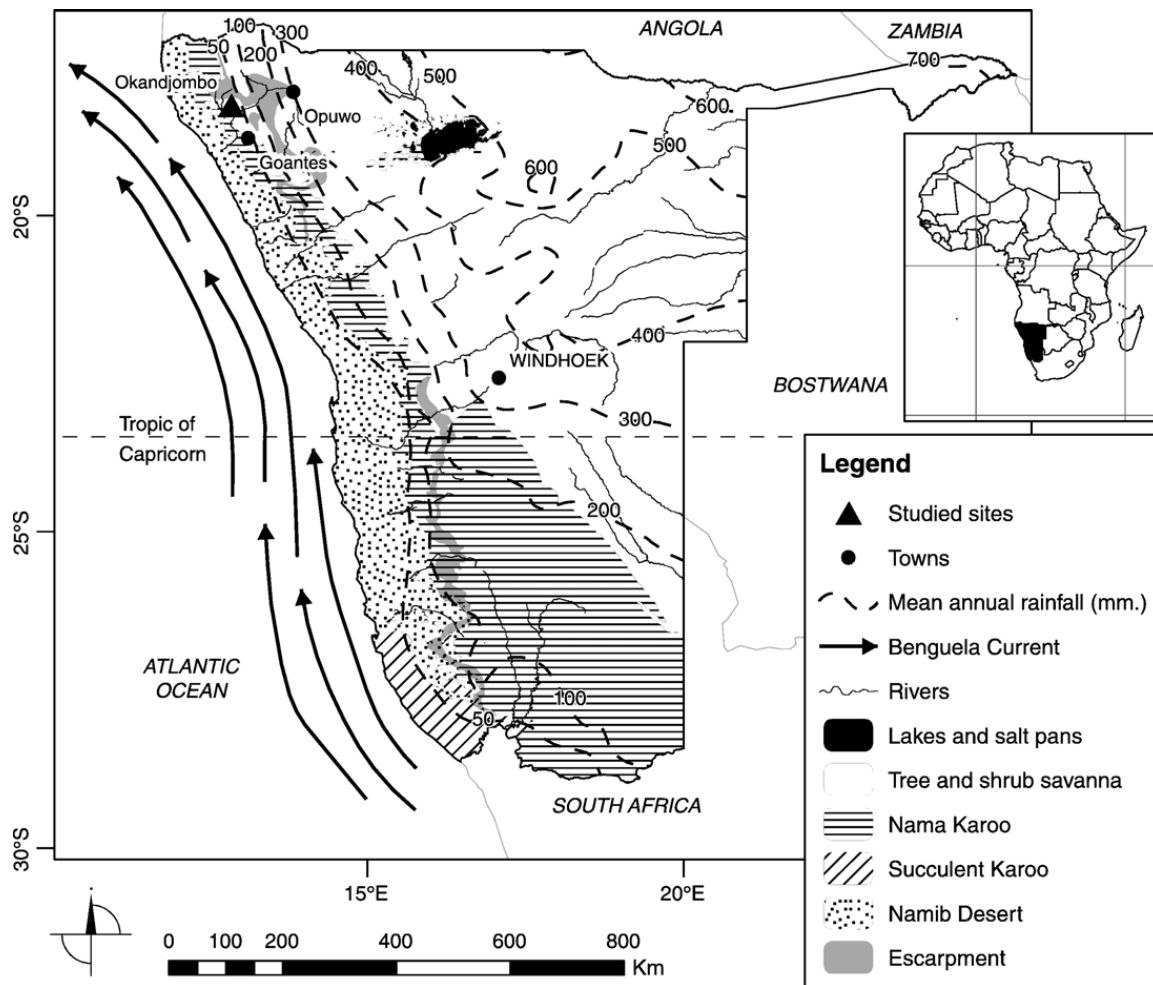 ANGOLA
ZAMBIA
100
300
50
200
400
500
700
600
Okandjombo
Opuwo
Goantes
500
600
20°S
400
WINDHOEK
BOSTWANA
300
Tropic of
Capricorn
200
25°S
ATLANTIC
OCEAN
100
50
SOUTH AFRICA
30°S
15°E
20°E
0
100
200
400
600
800
Km
Legend
Studied sites
Towns
Mean annual rainfall (mm.)
Benguela Current
Rivers
Lakes and salt pans
Tree and shrub savanna
Nama Karoo
Succulent Karoo
Namib Desert
Escarpment